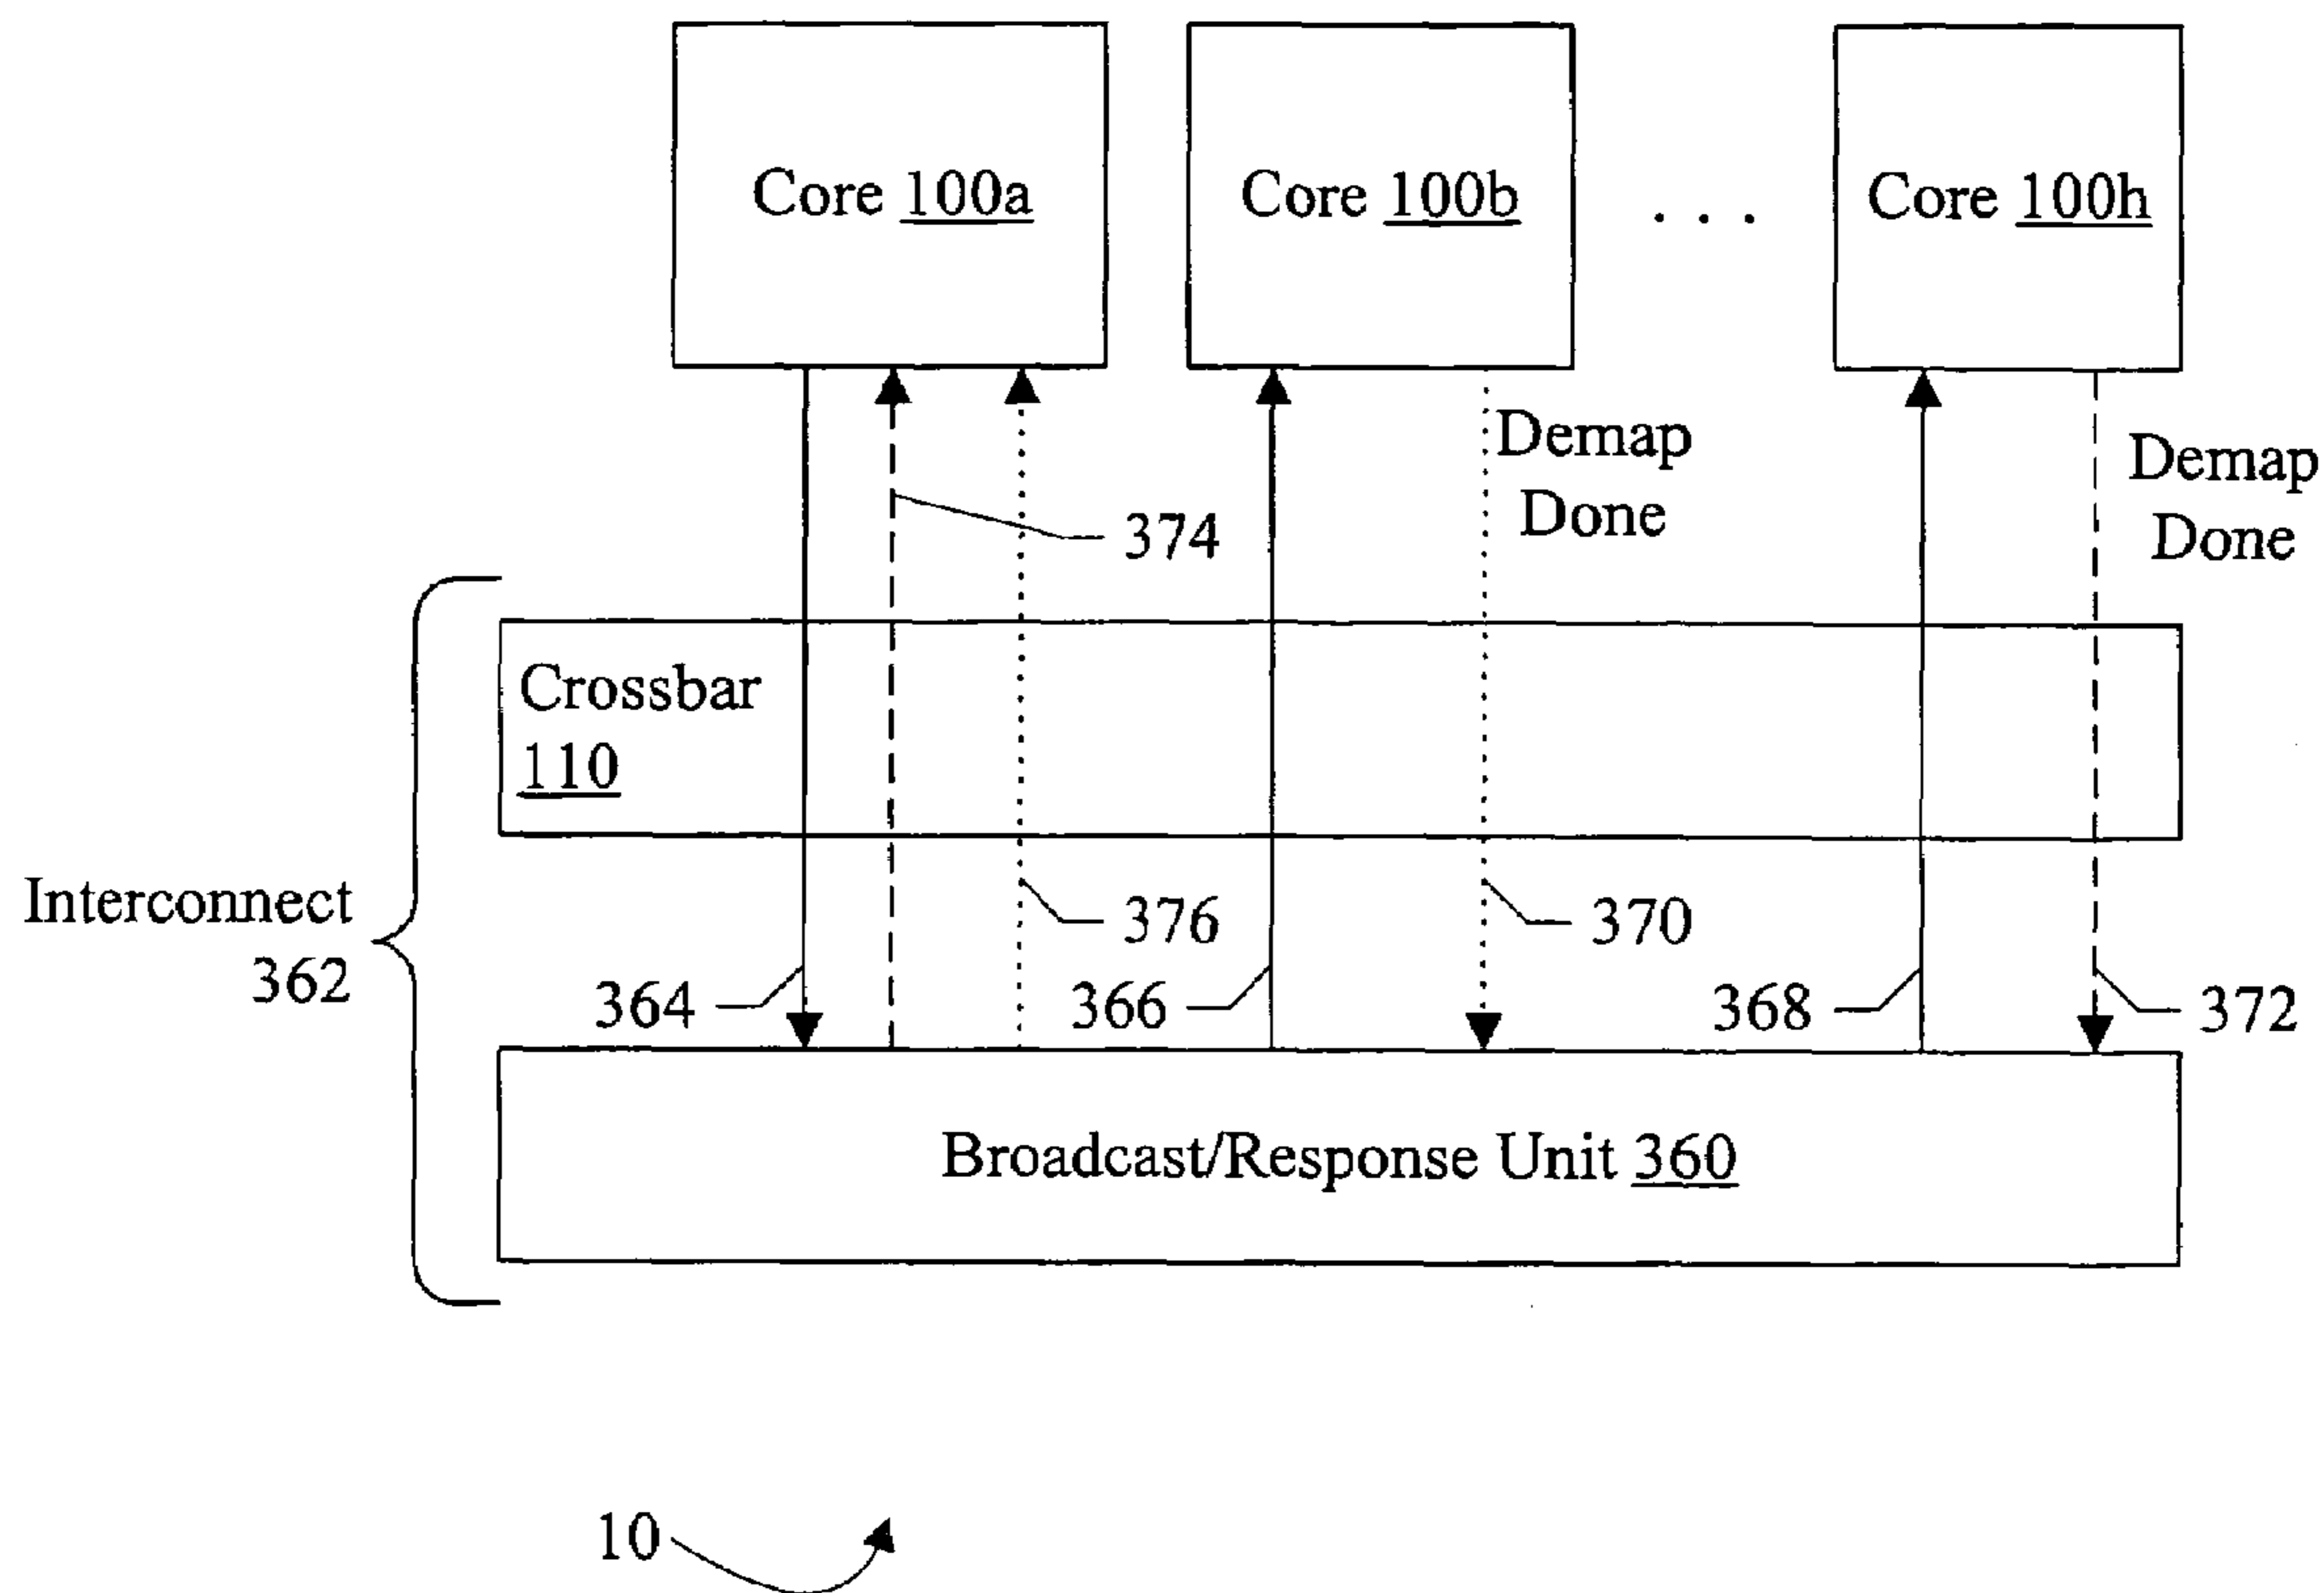 Core 100a
Core 100b
. . .
Core 100h
Demap
Done
Demap
Done
374
Crossbar
110
Interconnect
362
376
370
364
366
368
372
Broadcast/Response Unit 360
10